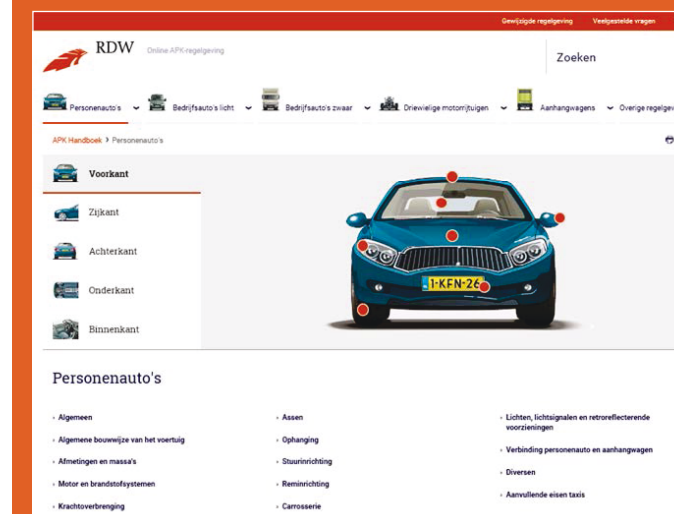 Gewijzigde regelgeving Veelgestelde vragen
RDW Online APK-regelgeving
Zoeken
Personenauto's Bedrijfsauto's licht Bedrijfsauto's zwaar Driewielige motorrijtuigen Aanhangwagens Overige regelgev
APK Handboek > Personenauto's
Voorkant
Zijkant
Achterkant
Onderkant
Binnenkant
1-KFN-26
Personenauto's
Algemeen
Algemene bouwwijze van het voertuig
Afmetingen en massa's
Motor en brandstofsystemen
Krachtoverbrenging
Assen
Ophanging
Stuurinrichting
Reminrichting
Carrosserie
Lichten, lichtsignalen en retroreflecterende
voorzieningen
Verbinding personenauto en aanhangwagen
Diversen
Aanvullende eisen taxis